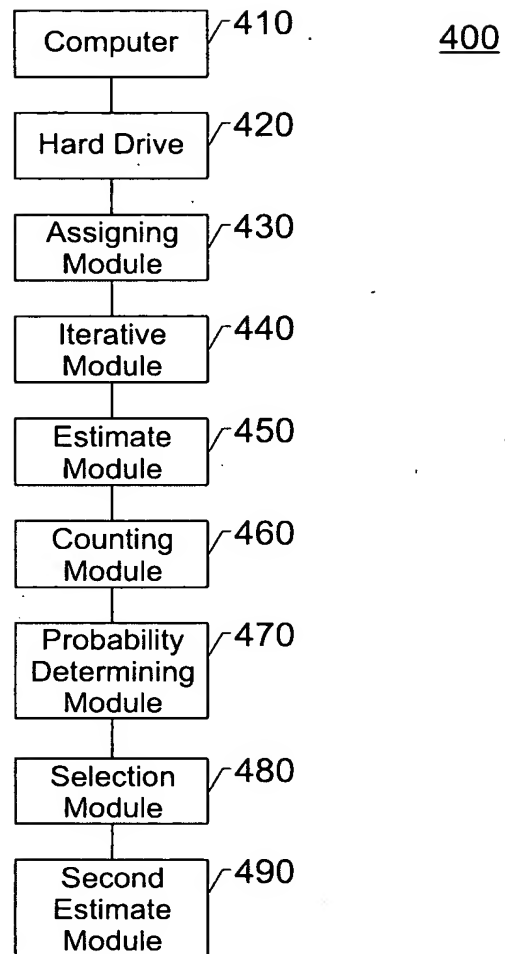 Computer 410
400
Hard Drive 420
Assigning 430
Module
Iterative 440
Module
Estimate 450
Module
Counting 460
Module
Probability 470
Determining
Module
Selection 480
Module
Second 490
Estimate
Module